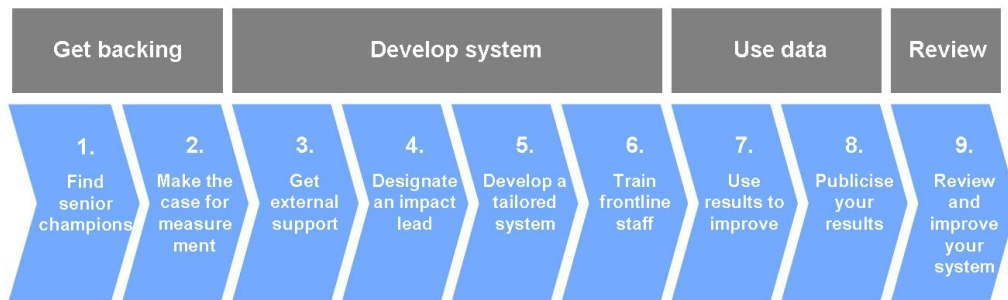 Get backing
Develop system
Use data
Review
1.
Find
senior
champions
2.
Make the
case for
measure
ment
3.
Get
external
support
4.
Designate
an impact
lead
5.
Develop a
tailored
system
6.
Train
frontline
staff
7.
Use
results to
improve
8.
Publicise
your
results
9.
Review
and
improve
your
system